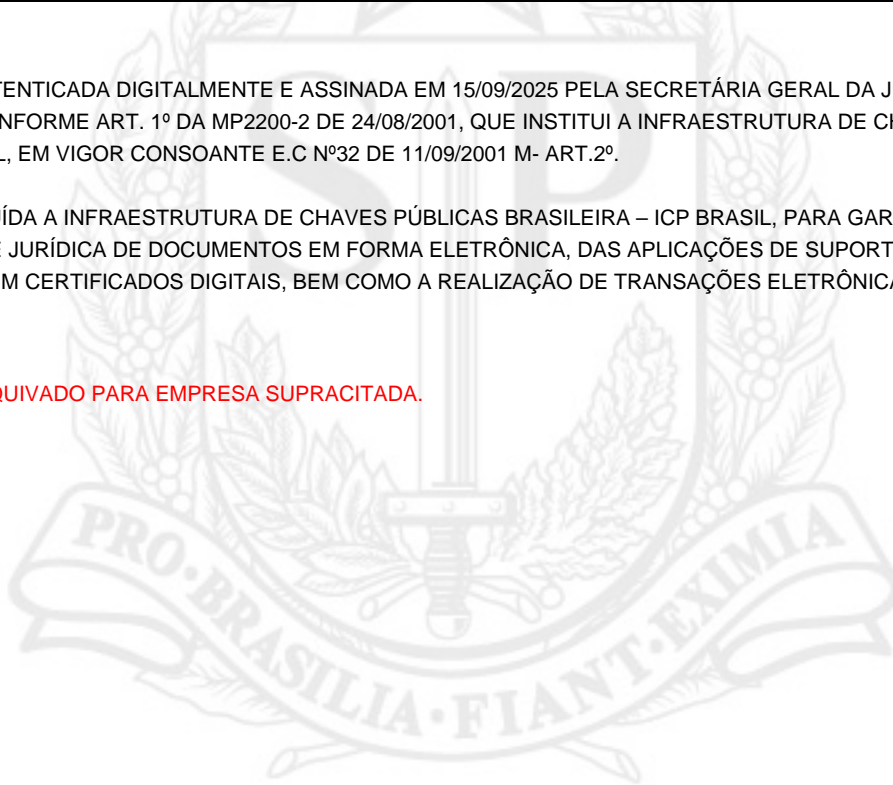 TENTICADA DIGITALMENTE E ASSINADA EM 15/09/2025 PELA SECRETÁRIA GERAL DA J
NFORME ART. 1º DA MP2200-2 DE 24/08/2001, QUE INSTITUI A INFRAESTRUTURA DE CH
L, EM VIGOR CONSOANTE E.C Nº32 DE 11/09/2001 M- ART.2º.
UÍDA A INFRAESTRUTURA DE CHAVES PÚBLICAS BRASILEIRA – ICP BRASIL, PARA GAR
E JURÍDICA DE DOCUMENTOS EM FORMA ELETRÔNICA, DAS APLICAÇÕES DE SUPORT
M CERTIFICADOS DIGITAIS, BEM COMO A REALIZAÇÃO DE TRANSAÇÕES ELETRÔNICA
QUIVADO PARA EMPRESA SUPRACITADA.
SP
PRO·BRASILIA·FIANT·EXIMIA